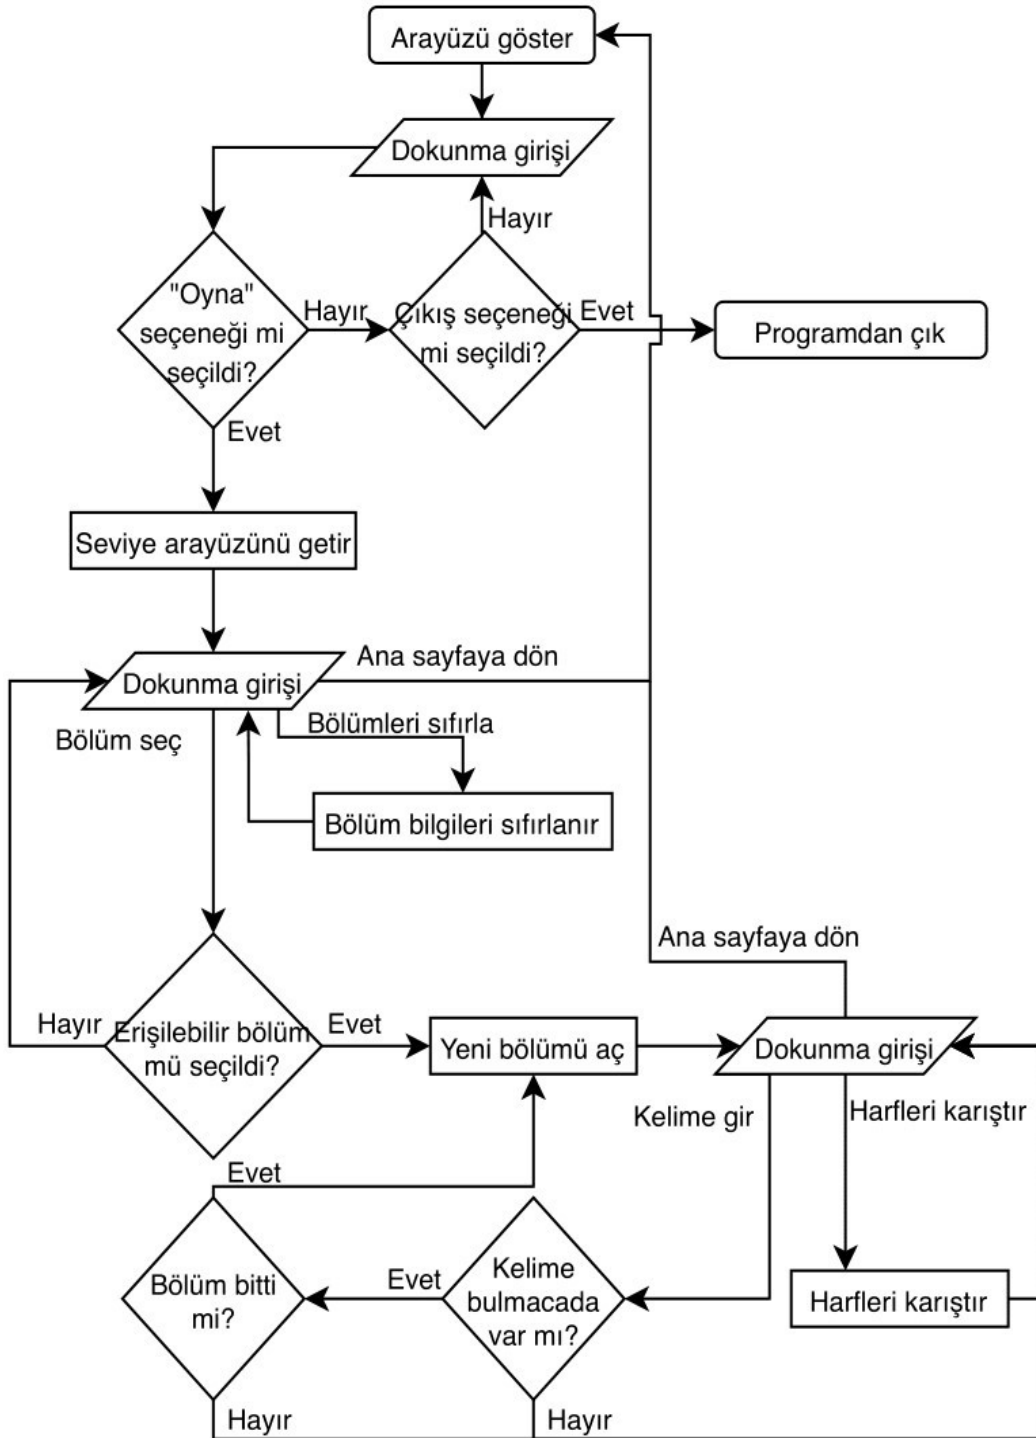 Arayüzü göster
Dokunma girişi
Hayır
"Oyna"
seçeneği mi
seçildi?
Hayır
Çıkış seçeneği
mi seçildi?
Evet
Programdan çık
Evet
Seviye arayüzünü getir
Dokunma girişi
Ana sayfaya dön
Bölüm seç
Bölümleri sıfırla
Bölüm bilgileri sıfırlanır
Ana sayfaya dön
Hayır
Erişilebilir bölüm
mü seçildi?
Evet
Yeni bölümü aç
Dokunma girişi
Kelime gir
Harfleri karıştır
Evet
Bölüm bitti
mi?
Evet
Kelime
bulmacada
var mı?
Harfleri karıştır
Hayır
Hayır